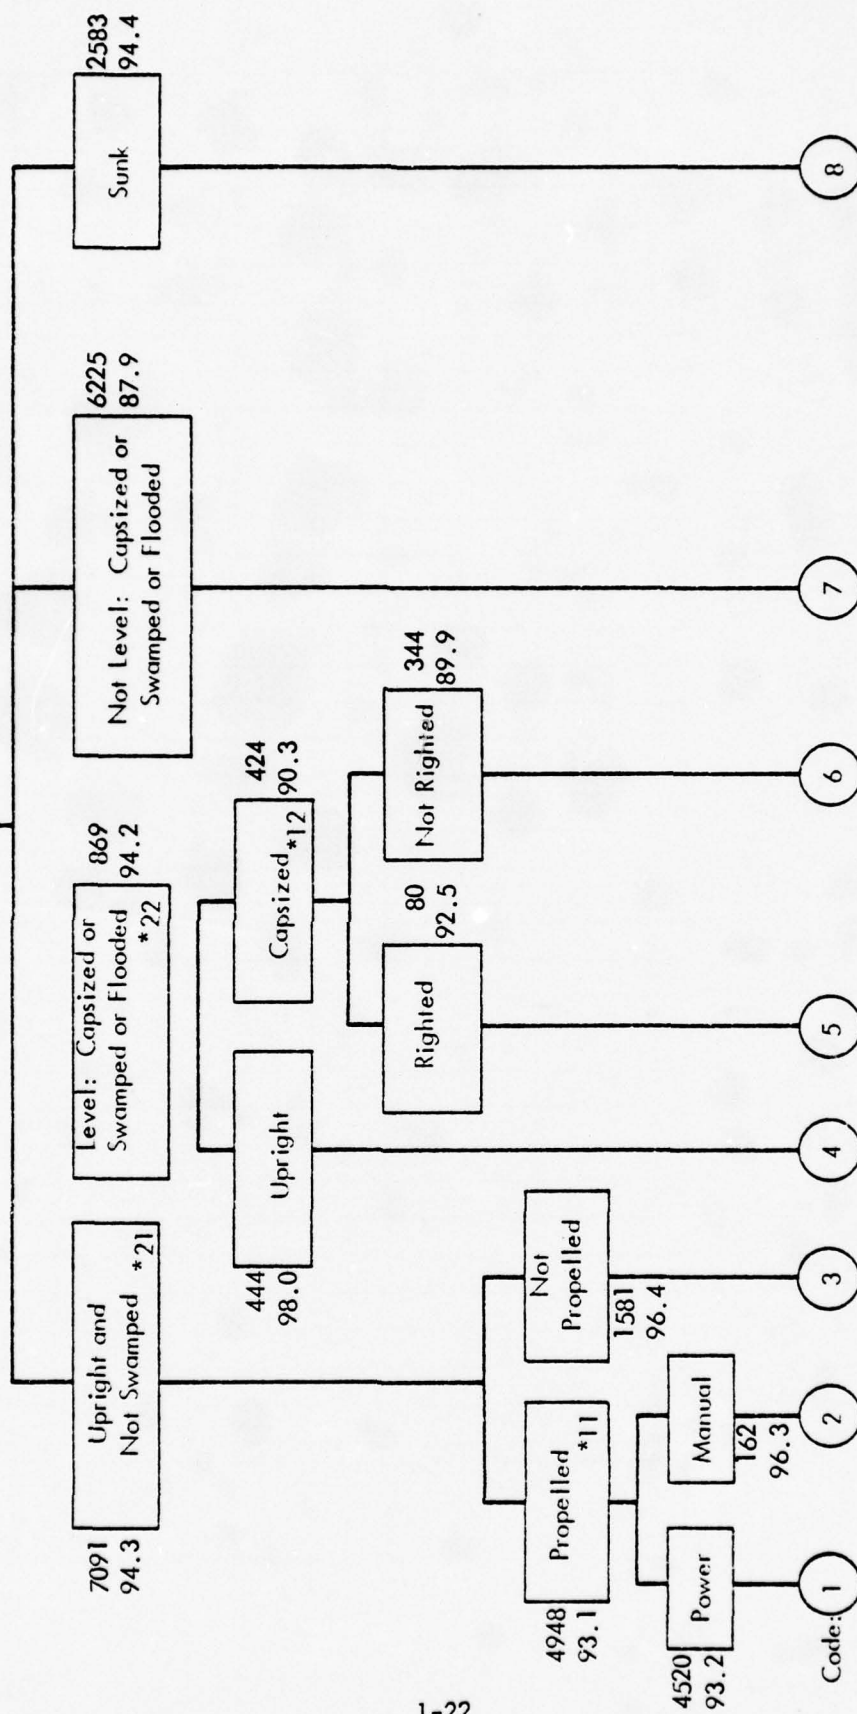 7091
94.3
Upright and
Not Swamped *21
869
94.2
Level: Capsized or
Swamped or Flooded
*22
6225
87.9
Not Level: Capsized or
Swamped or Flooded
2583
94.4
Sunk
444
98.0
Upright
424
90.3
Capsized
*12
80
92.5
Righted
344
89.9
Not Righted
4948
93.1
Propelled
*11
Not
Propelled
1581
96.4
4520
93.2
Power
Manual
162
96.3
Code: 1 2 3 4 5 6 7 8
1-22